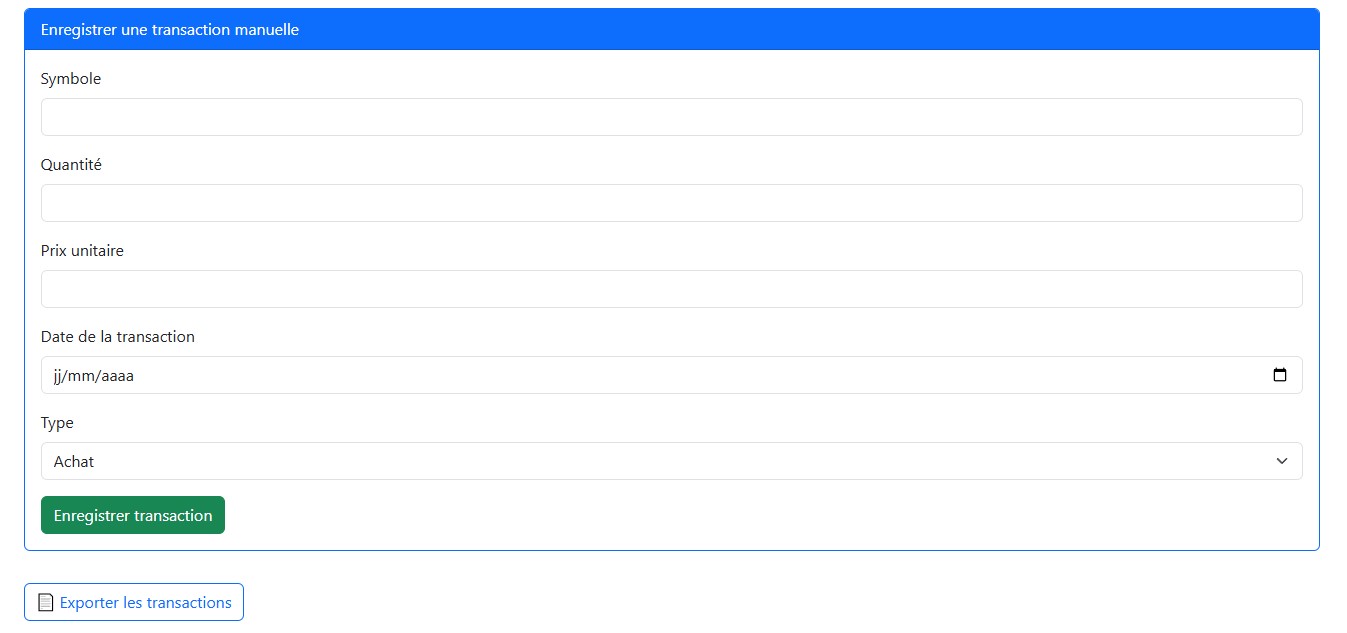 Enregistrer une transaction manuelle
Symbole
Quantité
Prix unitaire
Date de la transaction
jj/mm/aaaa
Type
Achat
Enregistrer transaction
Exporter les transactions